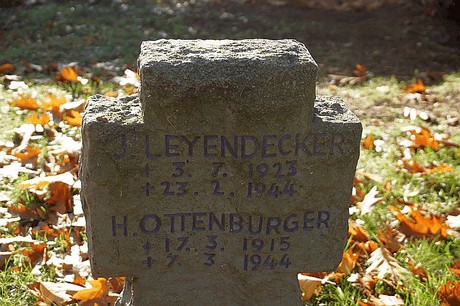 J. LEYENDECKER
+ 3. 7. 1923
+ 23. 2. 1944
H. OTTENBURGER
+ 17. 3. 1915
+ 7. 3. 1944